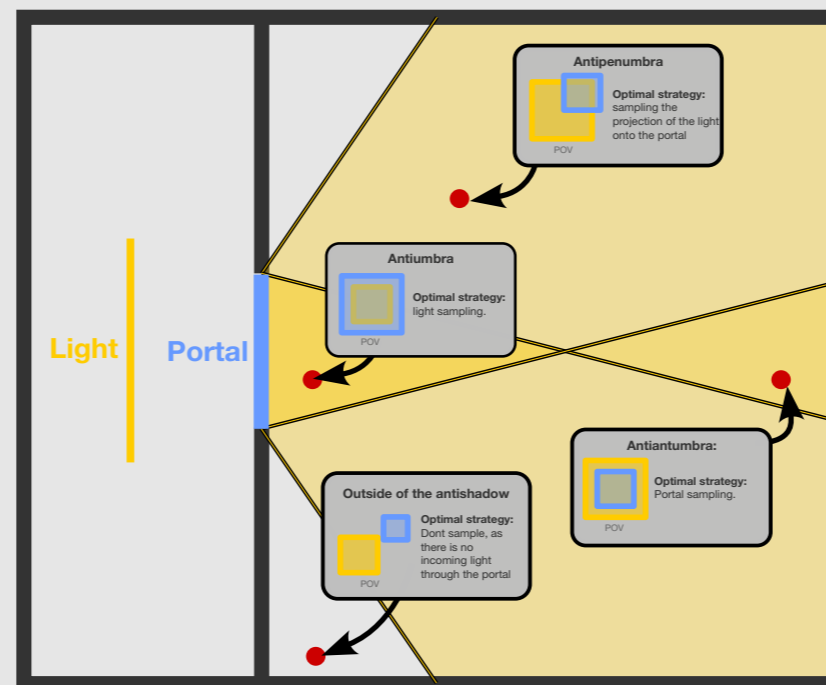 Antipenumbra
Optimal strategy:
sampling the
projection of the light
onto the portal
POV
Antiumbra
Optimal strategy:
light sampling.
POV
Light
Portal
Antiantumbra:
Optimal strategy:
Portal sampling.
POV
Outside of the antishadow
Optimal strategy:
Dont sample, as
there is no
incoming light
through the portal
POV